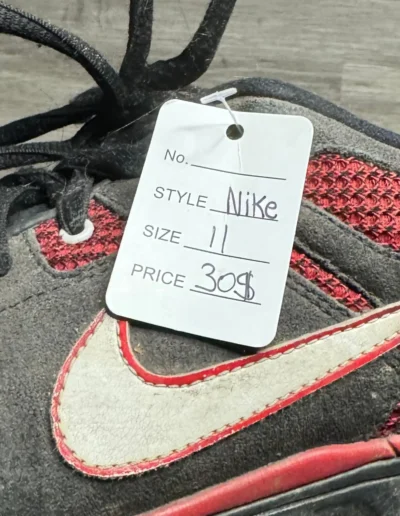 No.
STYLE Nike
SIZE 11
PRICE 30$